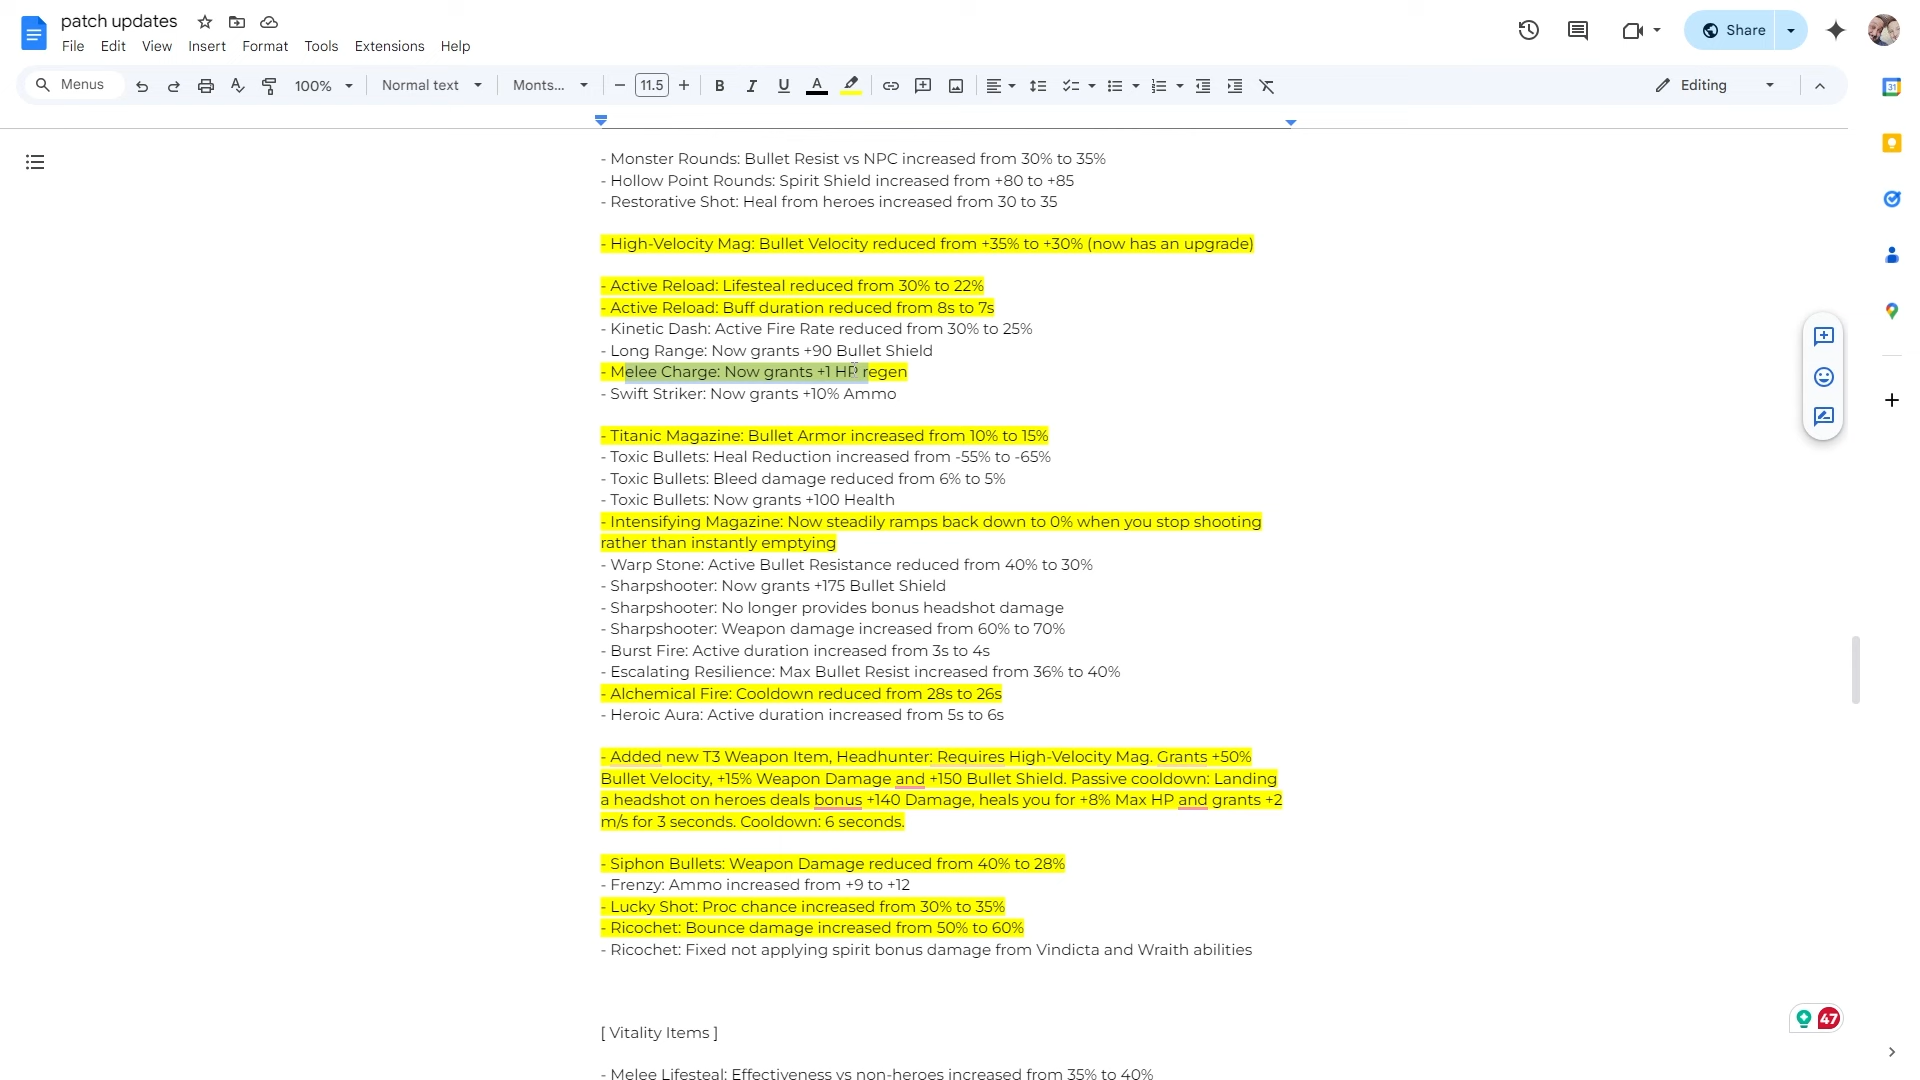 patch updates
File Edit View Insert Format Tools Extensions Help
Share
Menus
100%
Normal text
Monts...
11.5
B I U A
Editing
31
- Monster Rounds: Bullet Resist vs NPC increased from 30% to 35%
- Hollow Point Rounds: Spirit Shield increased from +80 to +85
- Restorative Shot: Heal from heroes increased from 30 to 35
- High-Velocity Mag: Bullet Velocity reduced from +35% to +30% (now has an upgrade)
- Active Reload: Lifesteal reduced from 30% to 22%
- Active Reload: Buff duration reduced from 8s to 7s
- Kinetic Dash: Active Fire Rate reduced from 30% to 25%
- Long Range: Now grants +90 Bullet Shield
- Melee Charge: Now grants +1 HP regen
- Swift Striker: Now grants +10% Ammo
- Titanic Magazine: Bullet Armor increased from 10% to 15%
- Toxic Bullets: Heal Reduction increased from -55% to -65%
- Toxic Bullets: Bleed damage reduced from 6% to 5%
- Toxic Bullets: Now grants +100 Health
- Intensifying Magazine: Now steadily ramps back down to 0% when you stop shooting
rather than instantly emptying
- Warp Stone: Active Bullet Resistance reduced from 40% to 30%
- Sharpshooter: Now grants +175 Bullet Shield
- Sharpshooter: No longer provides bonus headshot damage
- Sharpshooter: Weapon damage increased from 60% to 70%
- Burst Fire: Active duration increased from 3s to 4s
- Escalating Resilience: Max Bullet Resist increased from 36% to 40%
- Alchemical Fire: Cooldown reduced from 28s to 26s
- Heroic Aura: Active duration increased from 5s to 6s
- Added new T3 Weapon Item, Headhunter: Requires High-Velocity Mag. Grants +50%
Bullet Velocity, +15% Weapon Damage and +150 Bullet Shield. Passive cooldown: Landing
a headshot on heroes deals bonus +140 Damage, heals you for +8% Max HP and grants +2
m/s for 3 seconds. Cooldown: 6 seconds.
- Siphon Bullets: Weapon Damage reduced from 40% to 28%
- Frenzy: Ammo increased from +9 to +12
- Lucky Shot: Proc chance increased from 30% to 35%
- Ricochet: Bounce damage increased from 50% to 60%
- Ricochet: Fixed not applying spirit bonus damage from Vindicta and Wraith abilities
47
[ Vitality Items ]
- Melee Lifesteal: Effectiveness vs non-heroes increased from 35% to 40%